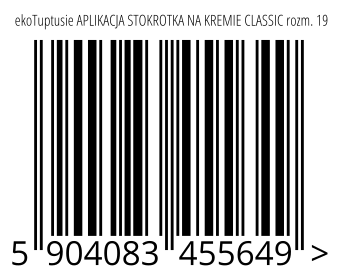 ekoTuptusie APLIKACJA STOKROTKA NA KREMIE CLASSIC rozm. 19
5 904083 455649 >